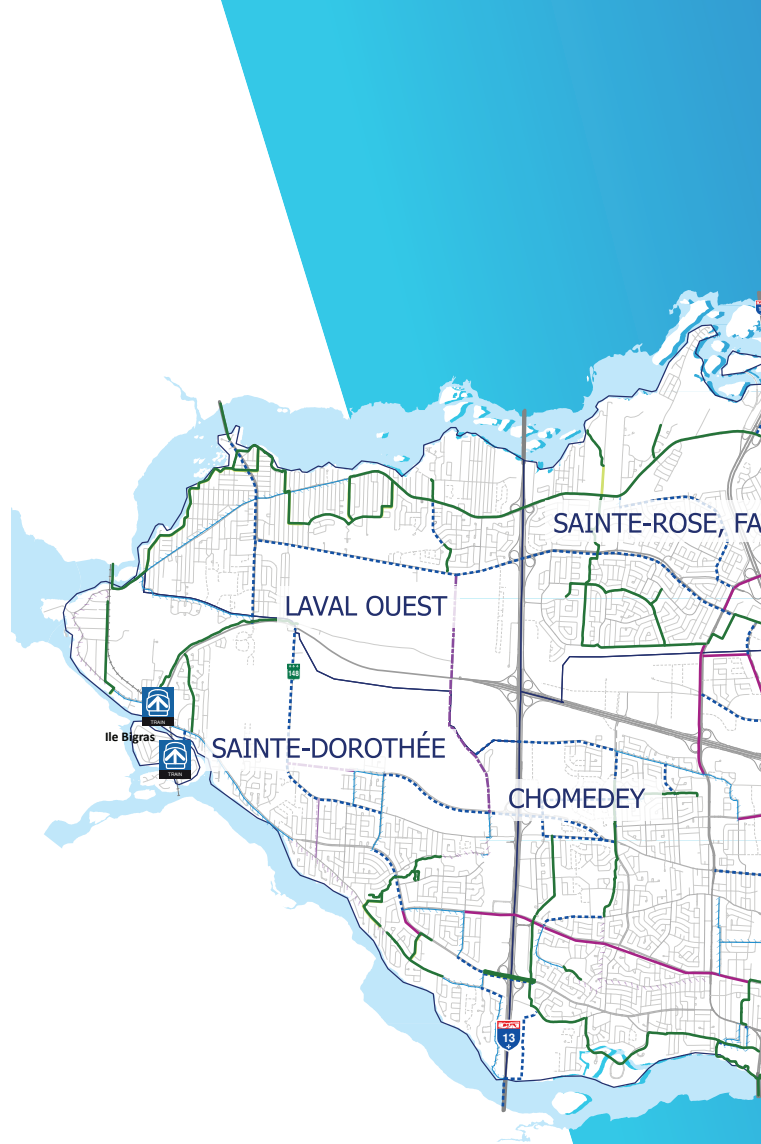 SAINTE-ROSE, FA
LAVAL OUEST
148
TRAIN
Ile Bigras
SAINTE-DOROTHÉE
TRAIN
CHOMEDEY
13